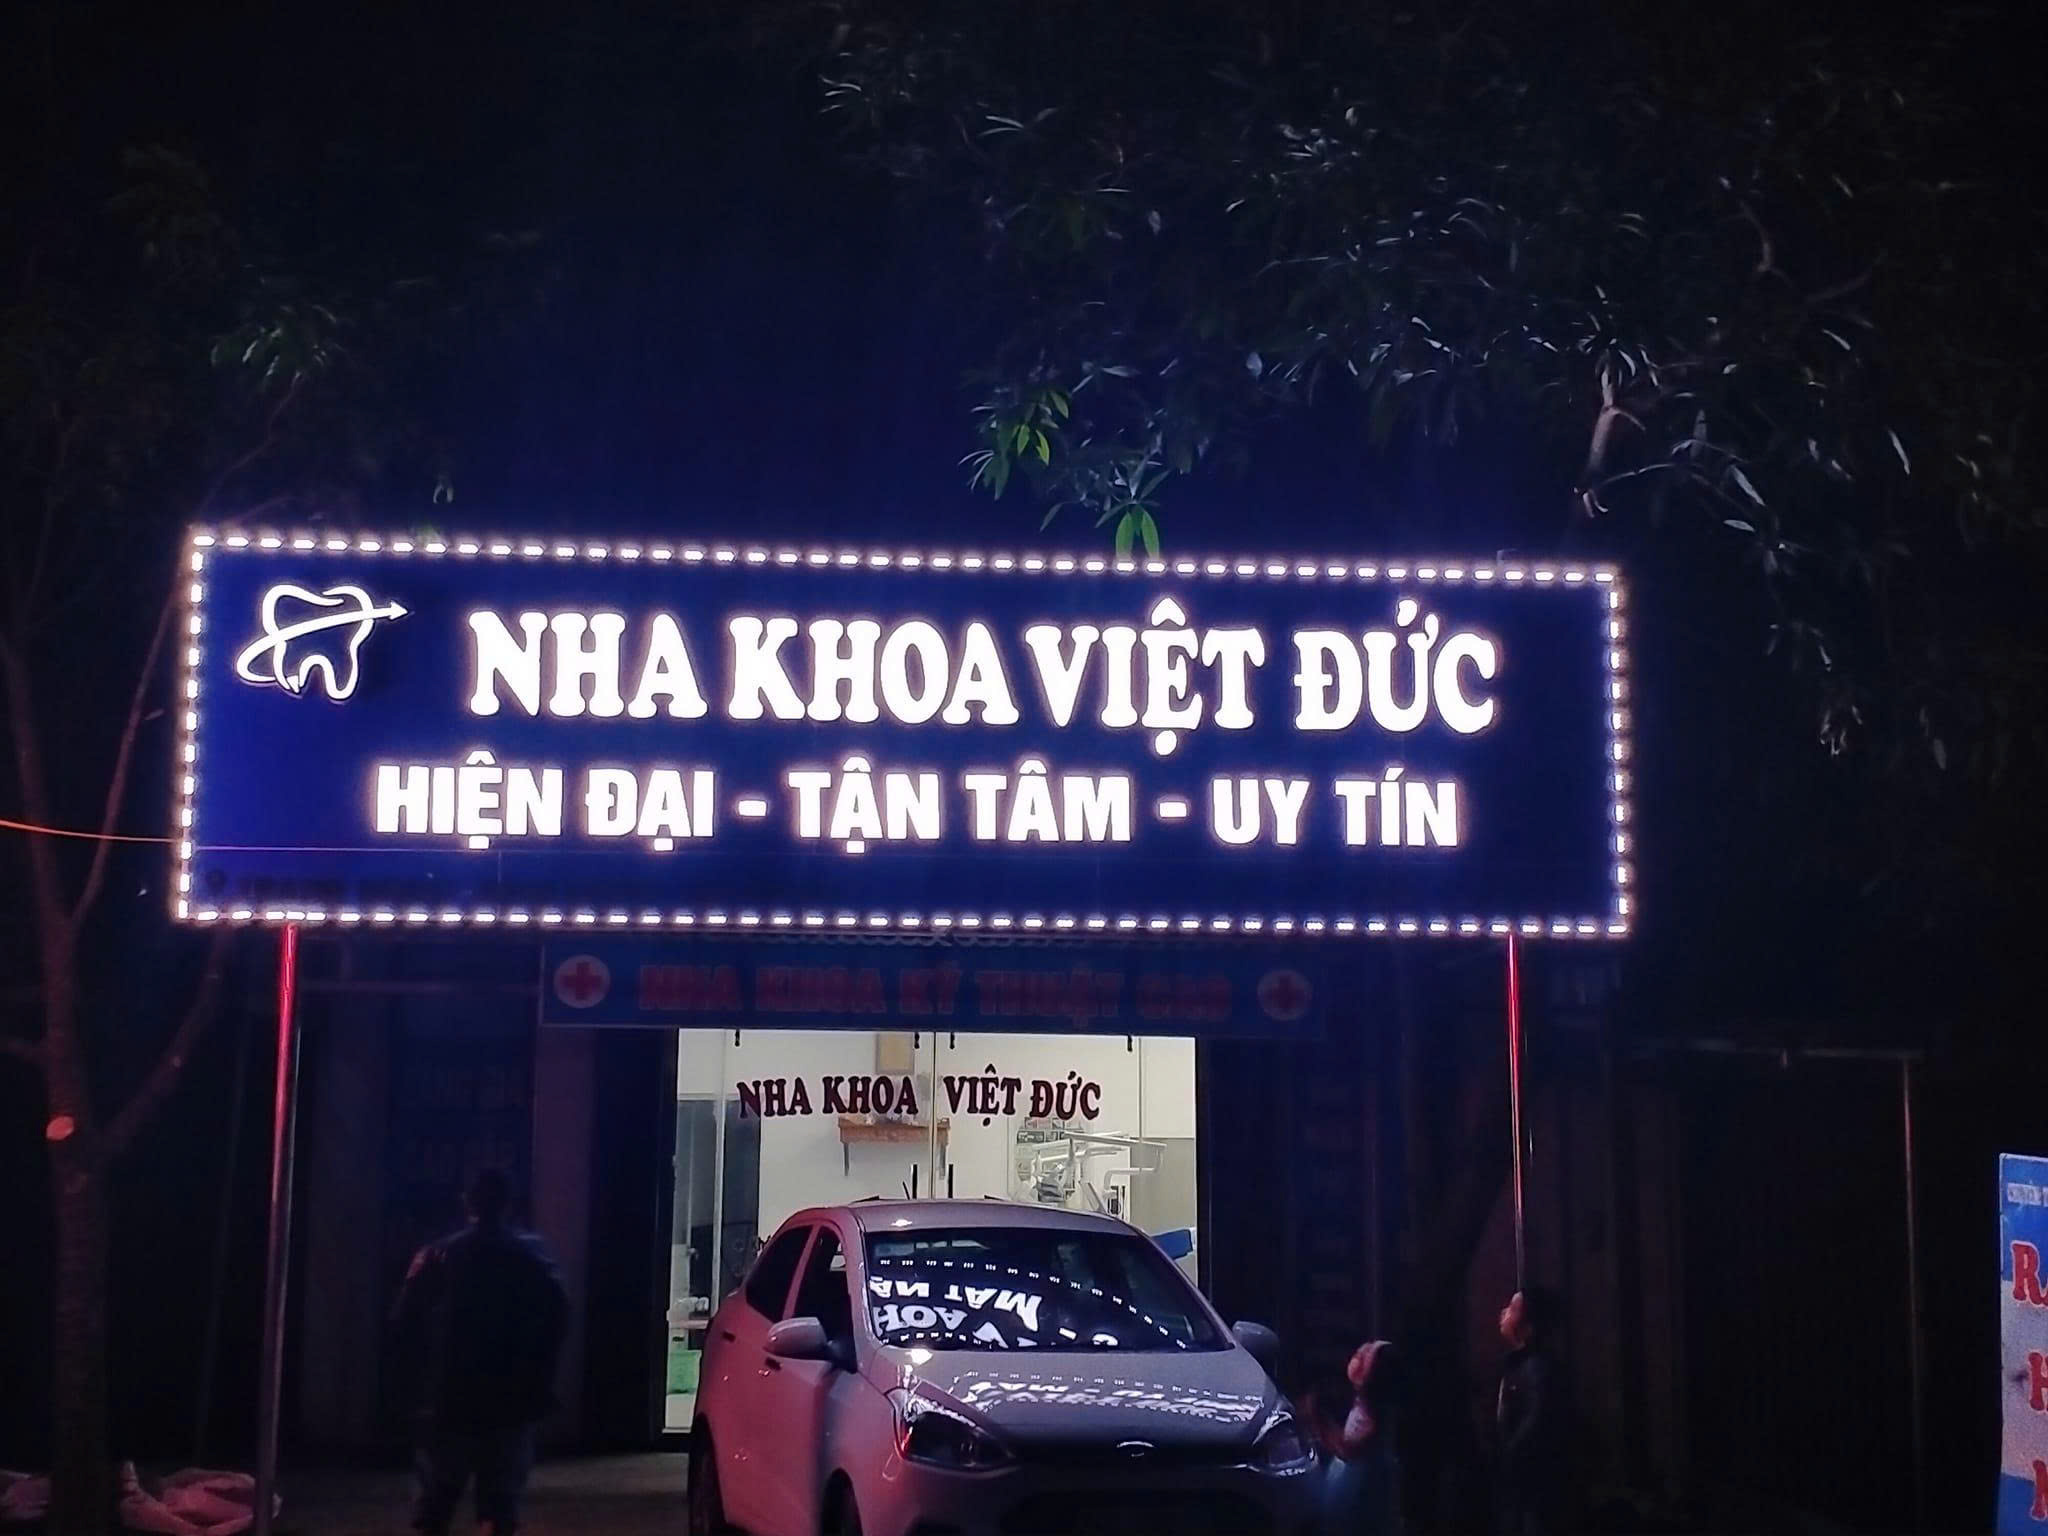 NHA KHOA VIỆT ĐỨC
HIỆN ĐẠI - TẬN TÂM - UY TÍN
NHA KHOA KỸ THUẬT CAO
NHA KHOA VIỆT ĐỨC